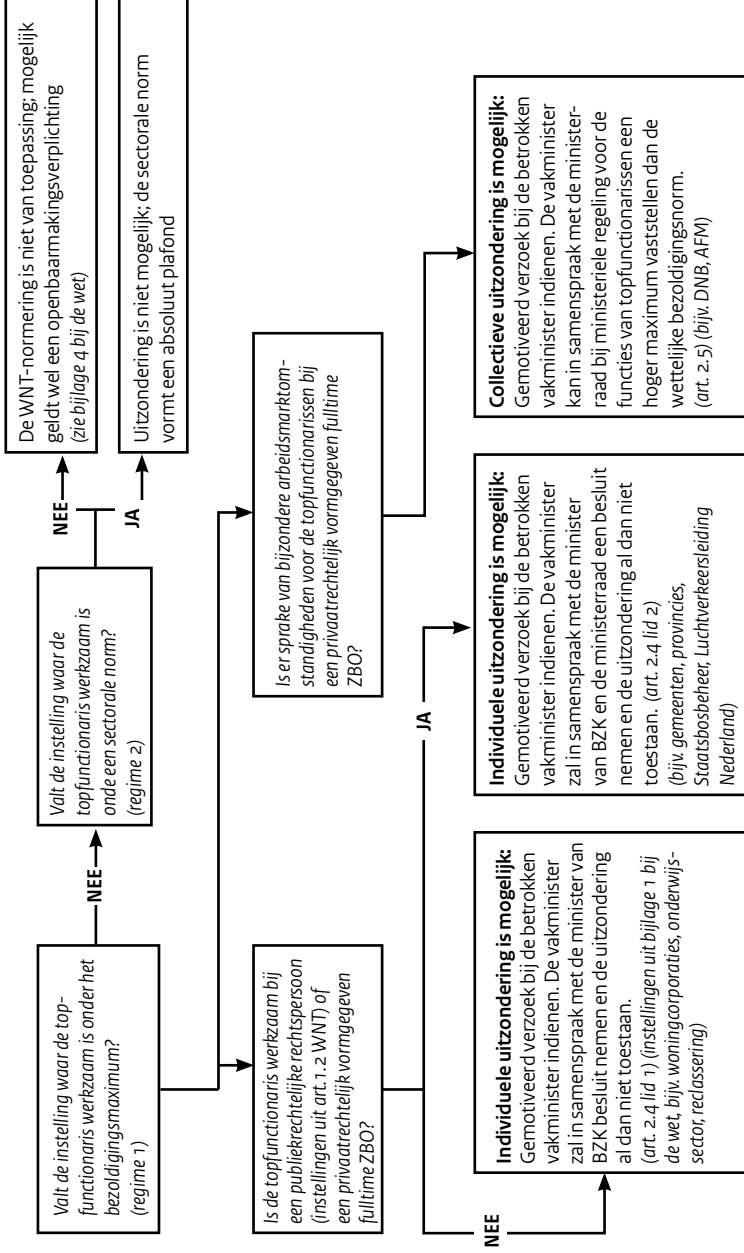 Valt de instelling waar de top-
functionaris werkzaam is onder het
bezoldigingsmaximum?
(regime 1)
NEE
Valt de instelling waar de
topfunctionaris werkzaam is
onde een sectorale norm?
(regime 2)
NEE
De WNT-normering is niet van toepassing; mogelijk
geldt wel een openbaarmakingsverplichting
(zie bijlage 4 bij de wet)
JA
Uitzondering is niet mogelijk; de sectorale norm
vormt een absoluut plafond
Is de topfunctionaris werkzaam bij
een publiekrechtelijke rechtspersoon
(instellingen uit art.1.2 WNT) of
een privaatrechtelijk vormgegeven
fulltime ZBO?
Is er sprake van bijzondere arbeidsmarktom-
standigheden voor de topfunctionarissen bij
een privaatrechtelijk vormgegeven fulltime
ZBO?
NEE
JA
Individuele uitzondering is mogelijk:
Gemotiveerd verzoek bij de betrokken
vakminister indienen. De vakminister
zal in samenspraak met de minister van
BZK besluit nemen en de uitzondering
al dan niet toestaan.
(art. 2.4 lid 1) (instellingen uit bijlage 1 bij
de wet, bijv. woningcorporaties, onderwijs-
sector, reclassering)
Individuele uitzondering is mogelijk:
Gemotiveerd verzoek bij de betrokken
vakminister indienen. De vakminister
zal in samenspraak met de minister
van BZK en de ministerraad een besluit
nemen en de uitzondering al dan niet
toestaan. (art. 2.4 lid 2)
(bijv. gemeenten, provincies,
Staatsbosbeheer, Luchtverkeersleiding
Nederland)
Collectieve uitzondering is mogelijk:
Gemotiveerd verzoek bij de betrokken
vakminister indienen. De vakminister
kan in samenspraak met de minister-
raad bij ministeriele regeling voor de
functies van topfunctionarissen een
hoger maximum vaststellen dan de
wettelijke bezoldigingsnorm.
(art. 2.5) (bijv. DNB, AFM)